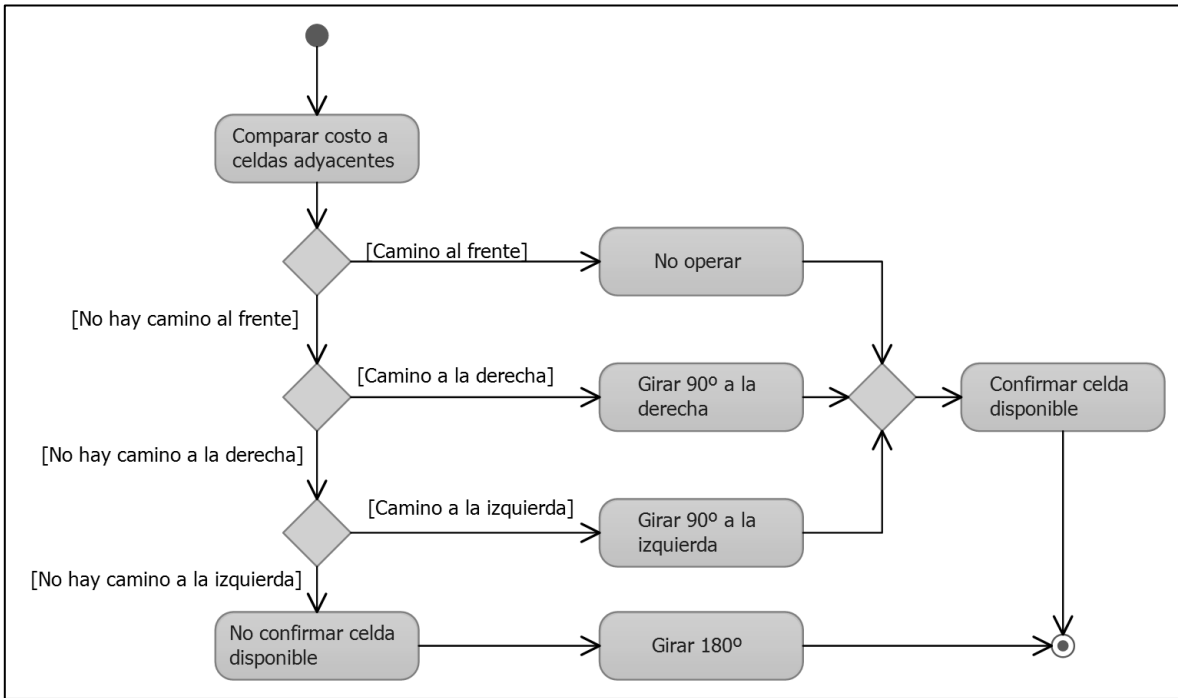 Comparar costo a
celdas adyacentes
[Camino al frente]
No operar
[No hay camino al frente]
[Camino a la derecha]
Girar 90º a la
derecha
Confirmar celda
disponible
[No hay camino a la derecha]
[Camino a la izquierda]
Girar 90º a la
izquierda
[No hay camino a la izquierda]
No confirmar celda
disponible
Girar 180º